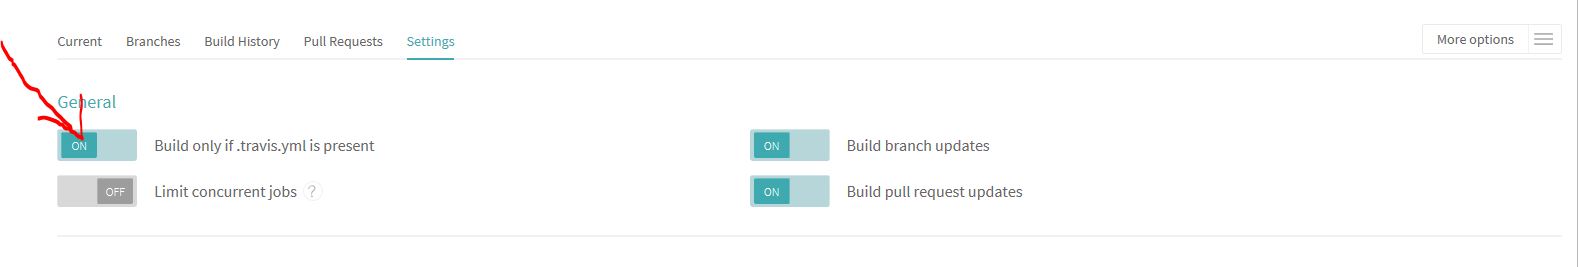 Current Branches Build History Pull Requests Settings More options
General
ON Build only if .travis.yml is present ON Build branch updates
OFF Limit concurrent jobs ? ON Build pull request updates